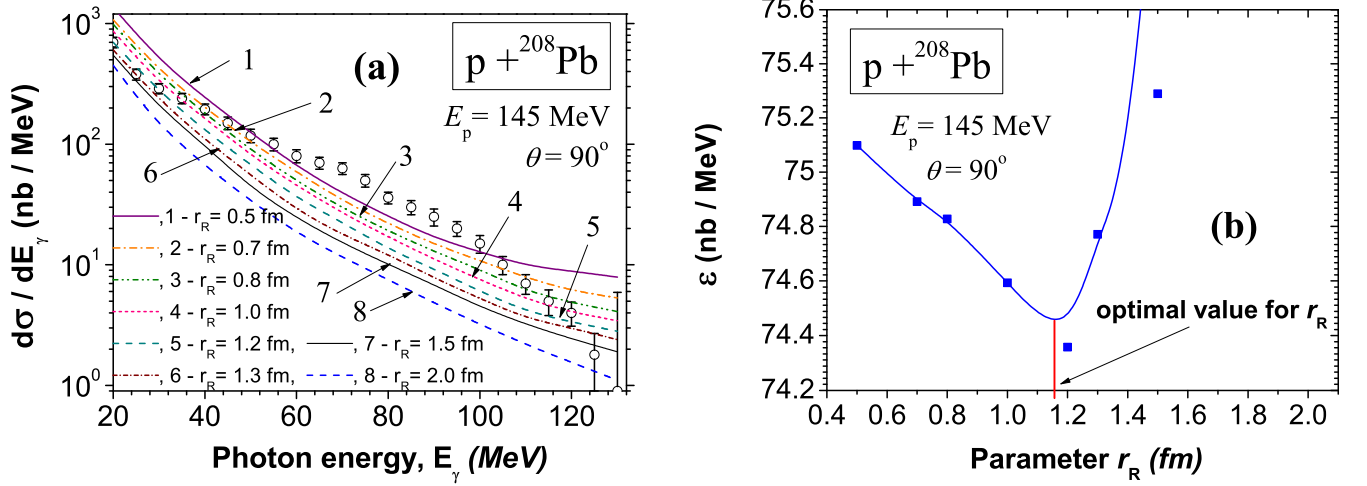 10³
10²
10¹
10⁰
dσ / dE_γ (nb / MeV)
(a)
p + ²⁰⁸Pb
E_p = 145 MeV
θ = 90°
1
2
3
4
5
6
7
8
,1 - r_R= 0.5 fm
, 2 - r_R= 0.7 fm
, 3 - r_R= 0.8 fm
, 4 - r_R= 1.0 fm
, 5 - r_R= 1.2 fm, , 7 - r_R= 1.5 fm
, 6 - r_R= 1.3 fm, , 8 - r_R= 2.0 fm
20 40 60 80 100 120
Photon energy, E_γ (MeV)
75.6
75.4
75.2
75
74.8
74.6
74.4
74.2
ε (nb / MeV)
p + ²⁰⁸Pb
E_p = 145 MeV
θ = 90°
(b)
optimal value for r_R
0.4 0.6 0.8 1.0 1.2 1.4 1.6 1.8 2.0
Parameter r_R (fm)